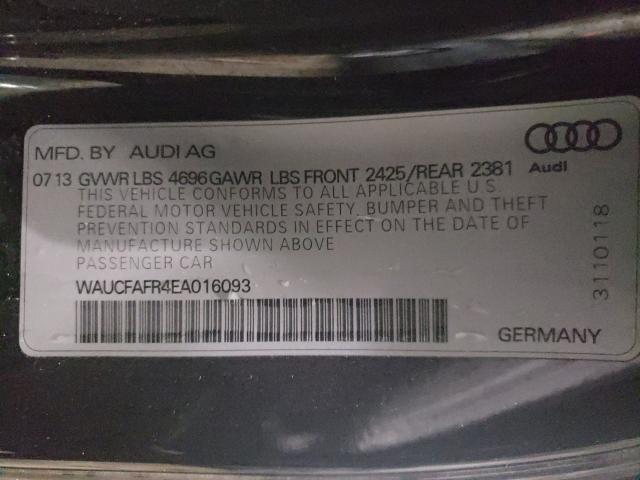 MFD. BY AUDI AG
07 13 GVWR LBS 4696 GAWR LBS FRONT 2425/REAR 2381
THIS VEHICLE CONFORMS TO ALL APPLICABLE U.S.
FEDERAL MOTOR VEHICLE SAFETY, BUMPER AND THEFT
PREVENTION STANDARDS IN EFFECT ON THE DATE OF
MANUFACTURE SHOWN ABOVE
PASSENGER CAR
WAUCFAFR4EA016093
Audi
3110118
GERMANY